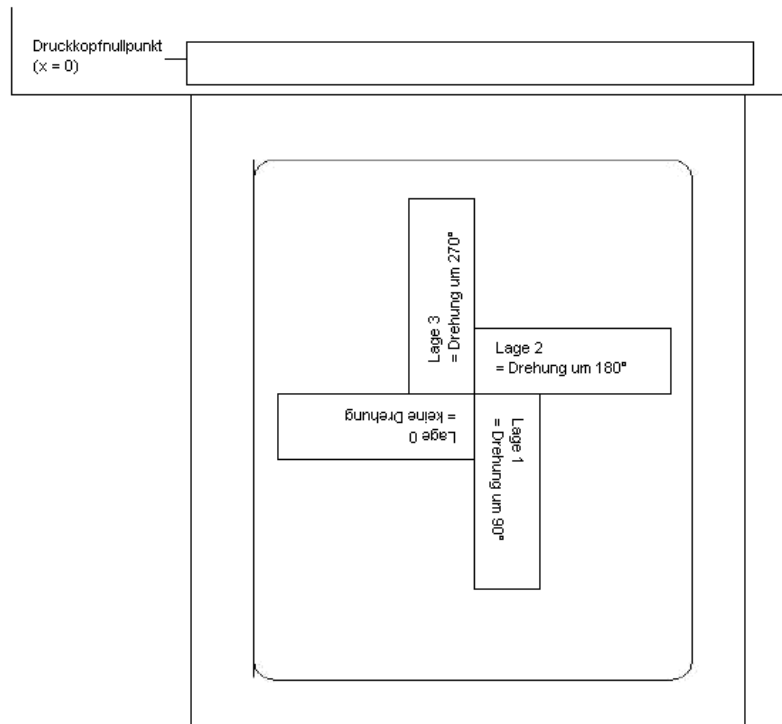 Druckkopfnullpunkt
(x = 0)
Lage 3
= Drehung um 270°
Lage 2
= Drehung um 180°
Lage 0
= keine Drehung
Lage 1
= Drehung um 90°